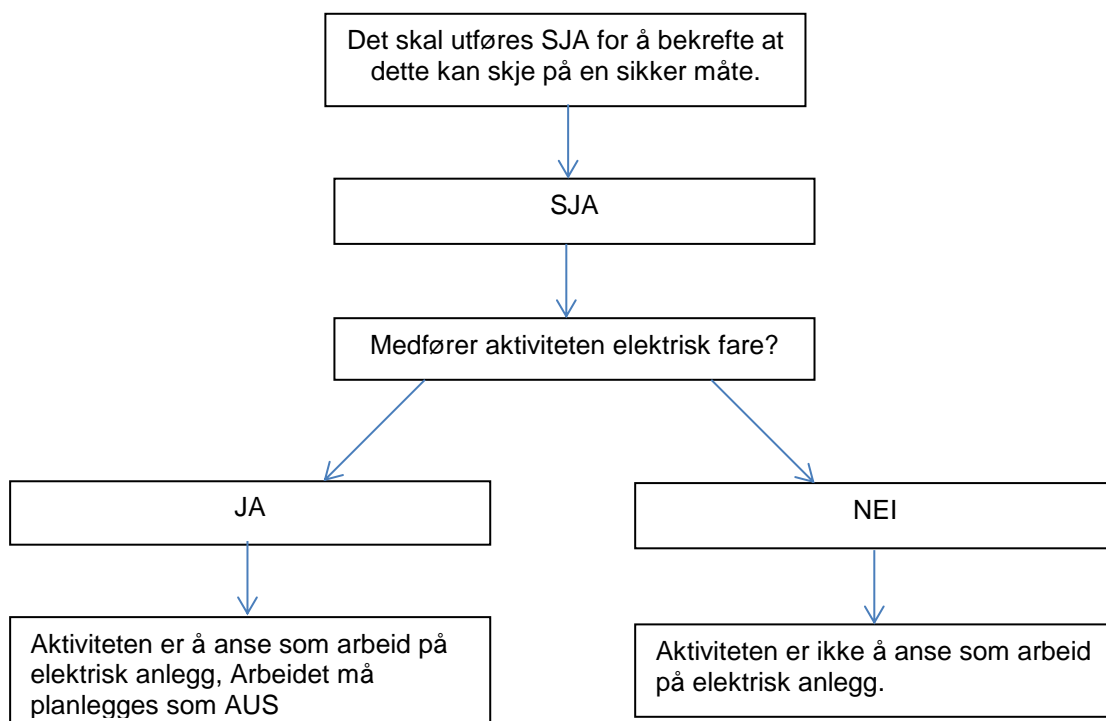 Det skal utføres SJA for å bekrefte at
dette kan skje på en sikker måte.
SJA
Medfører aktiviteten elektrisk fare?
JA
NEI
Aktiviteten er å anse som arbeid på
elektrisk anlegg, Arbeidet må
planlegges som AUS
Aktiviteten er ikke å anse som arbeid
på elektrisk anlegg.